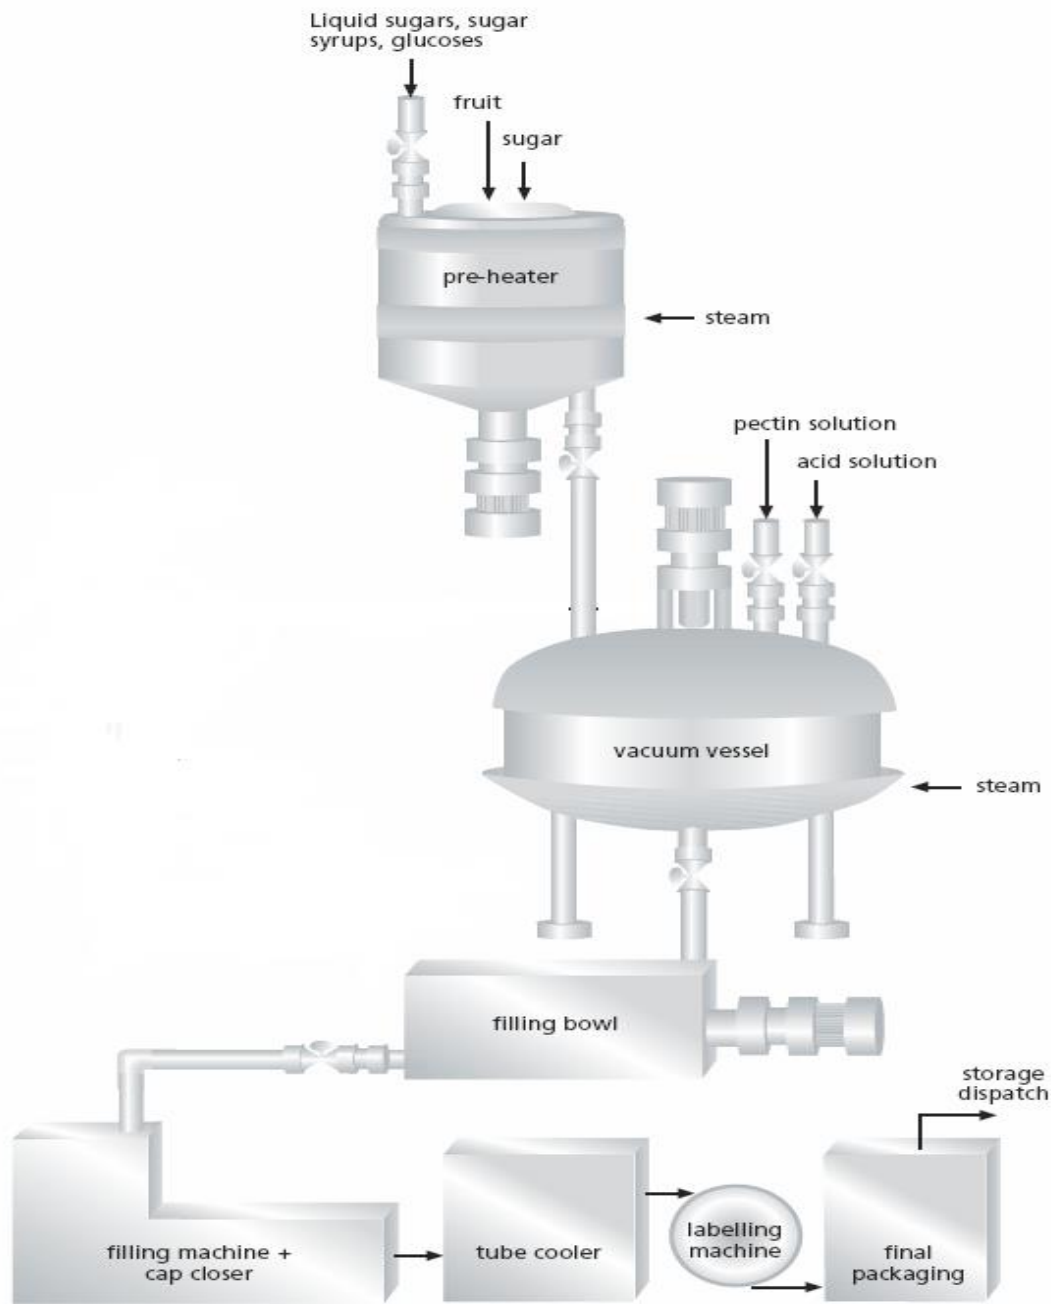 Liquid sugars, sugar
syrups, glucoses
fruit
sugar
pre-heater
steam
pectin solution
acid solution
vacuum vessel
steam
filling bowl
storage
dispatch
filling machine +
cap closer
tube cooler
labelling
machine
final
packaging